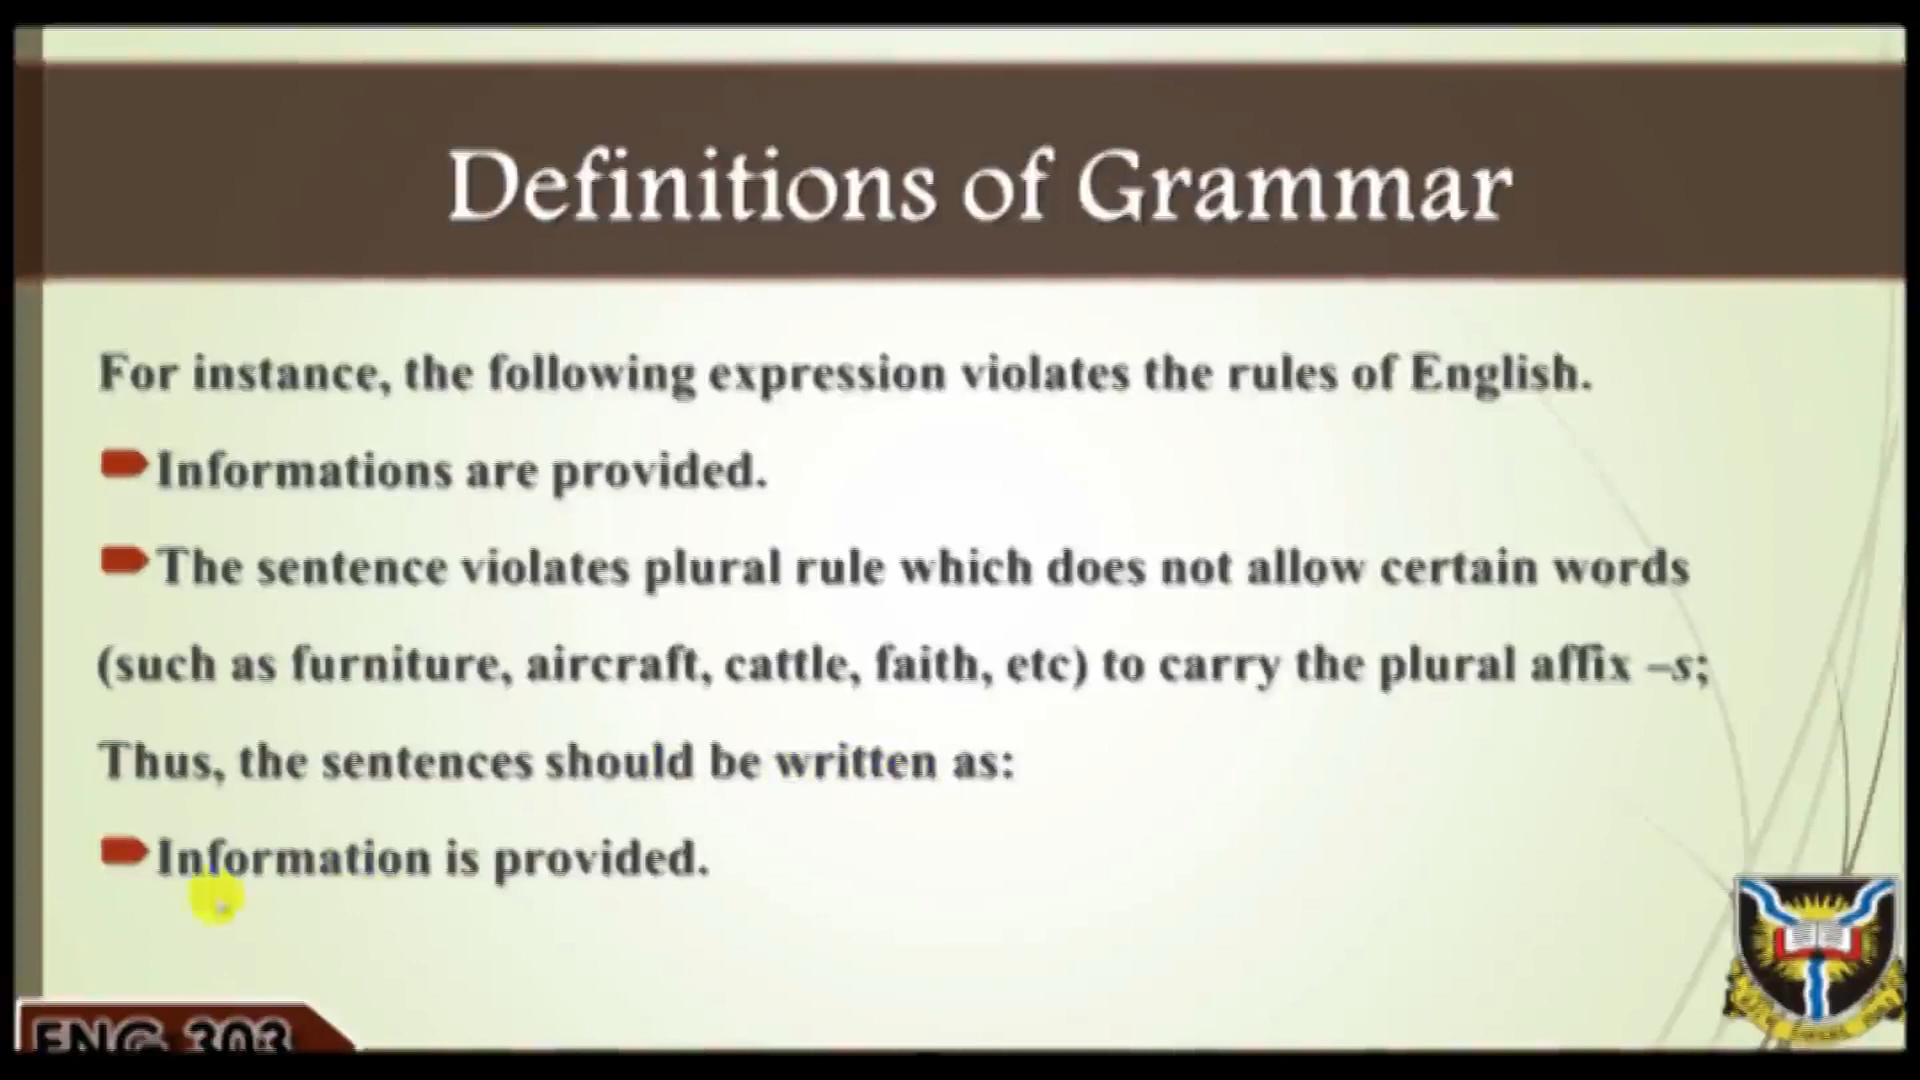 Definitions of Grammar
For instance, the following expression violates the rules of English.
Informations are provided.
The sentence violates plural rule which does not allow certain words
(such as furniture, aircraft, cattle, faith, etc) to carry the plural affix –s;
Thus, the sentences should be written as:
Information is provided.
ENG 303